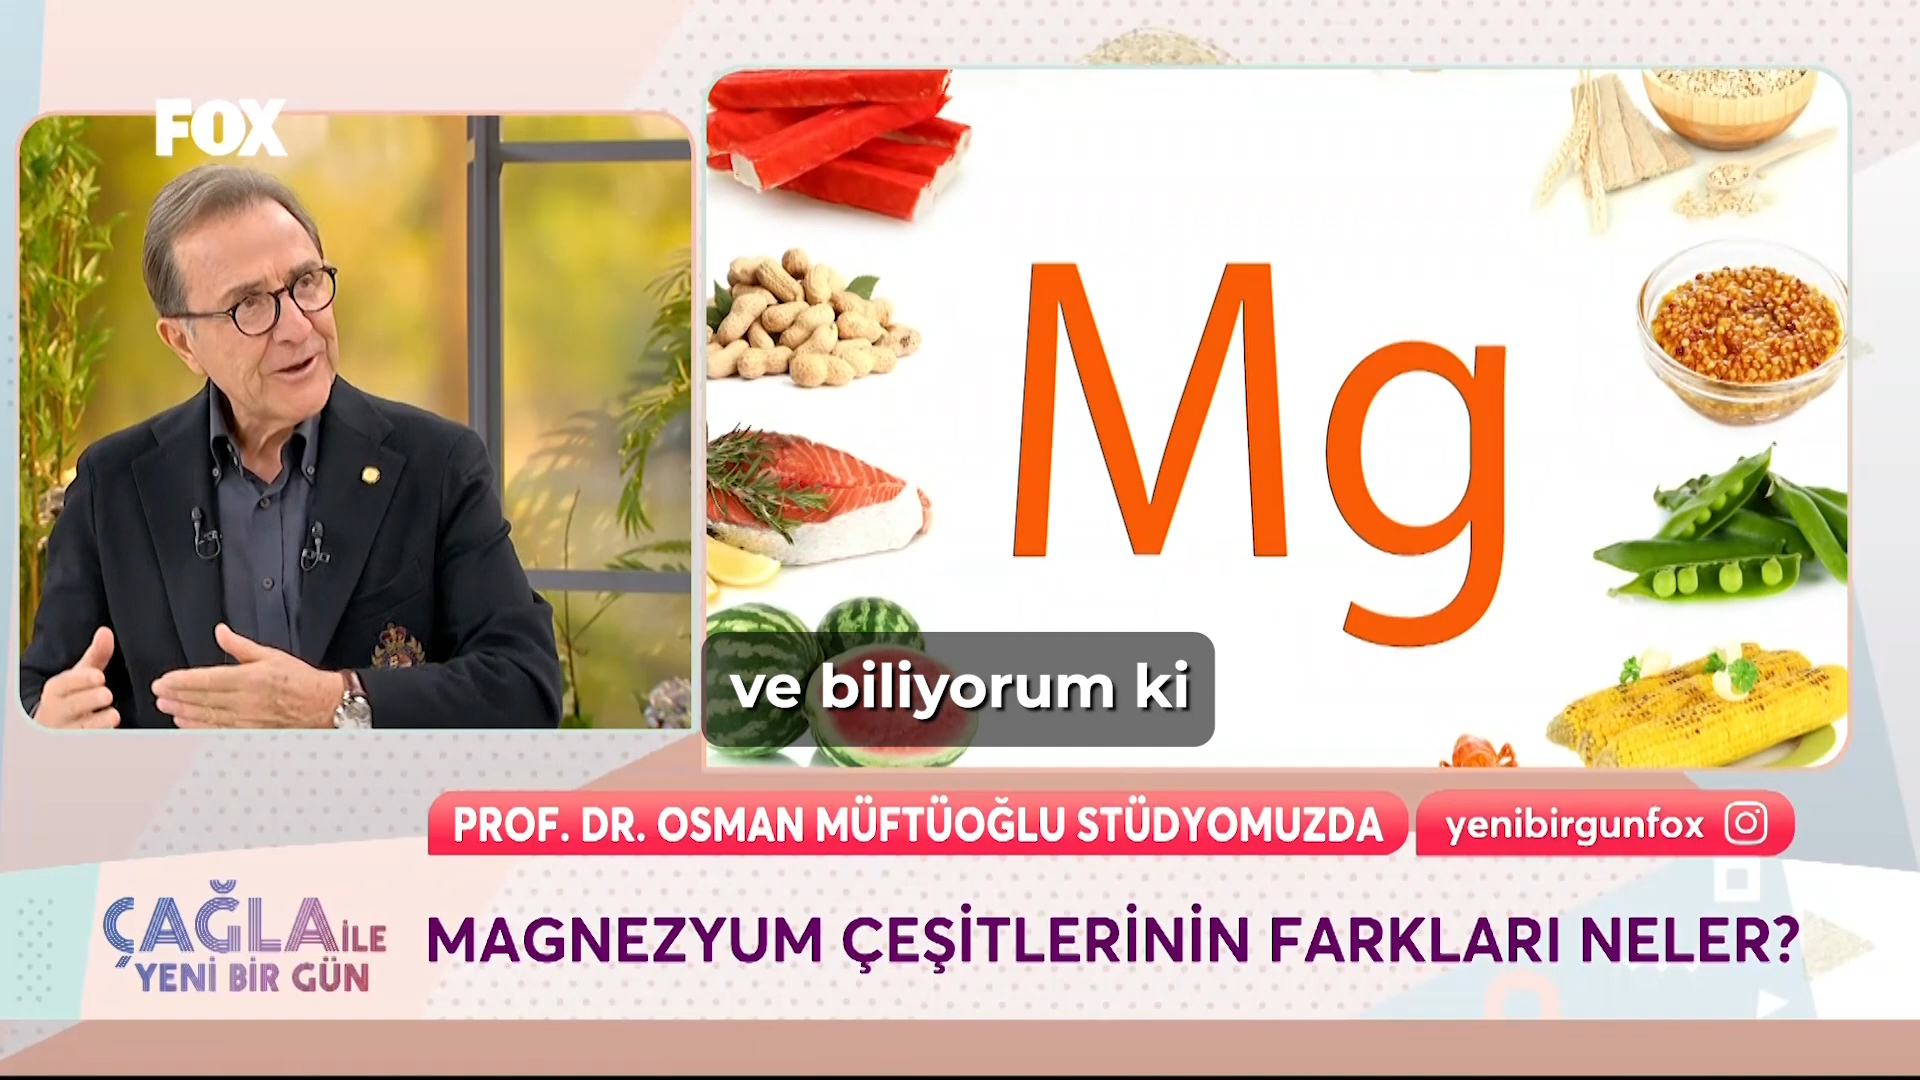 FOX
Mg
ve biliyorum ki
PROF. DR. OSMAN MÜFTÜOĞLU STÜDYOMUZDA
yenibirgunfox
ÇAĞLA İLE
YENİ BİR GÜN
MAGNEZYUM ÇEŞİTLERİNİN FARKLARI NELER?